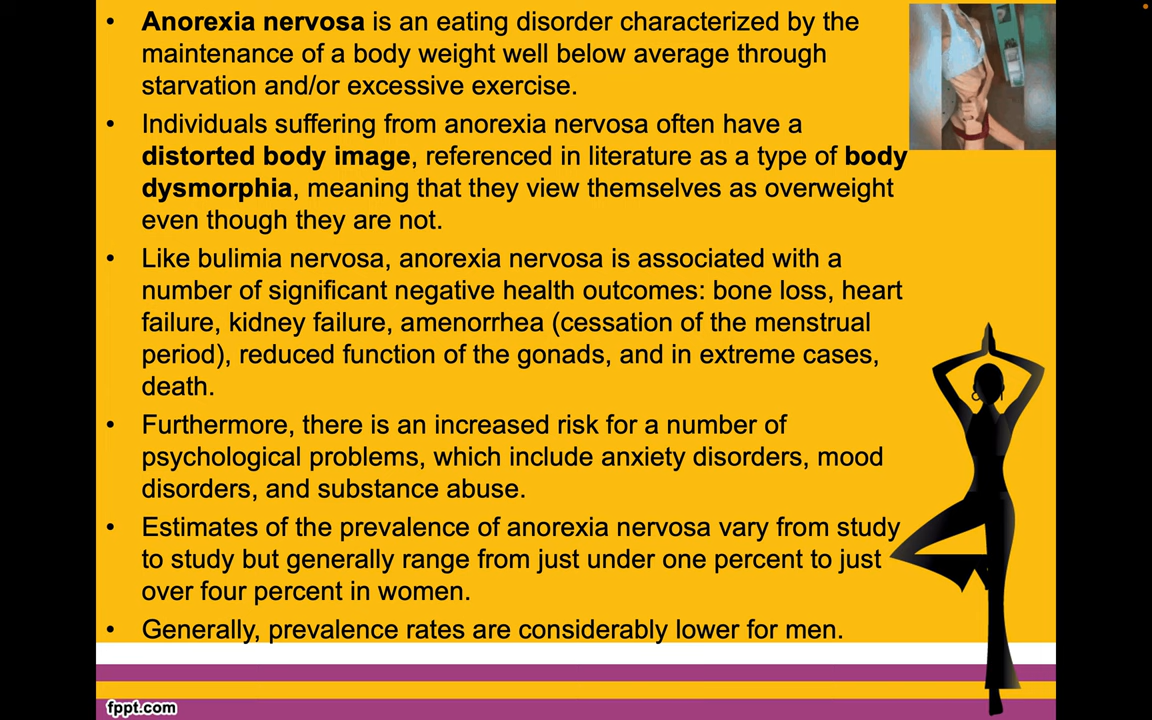 • Anorexia nervosa is an eating disorder characterized by the
maintenance of a body weight well below average through
starvation and/or excessive exercise.
• Individuals suffering from anorexia nervosa often have a
distorted body image, referenced in literature as a type of body
dysmorphia, meaning that they view themselves as overweight
even though they are not.
• Like bulimia nervosa, anorexia nervosa is associated with a
number of significant negative health outcomes: bone loss, heart
failure, kidney failure, amenorrhea (cessation of the menstrual
period), reduced function of the gonads, and in extreme cases,
death.
• Furthermore, there is an increased risk for a number of
psychological problems, which include anxiety disorders, mood
disorders, and substance abuse.
• Estimates of the prevalence of anorexia nervosa vary from study
to study but generally range from just under one percent to just
over four percent in women.
• Generally, prevalence rates are considerably lower for men.
fppt.com